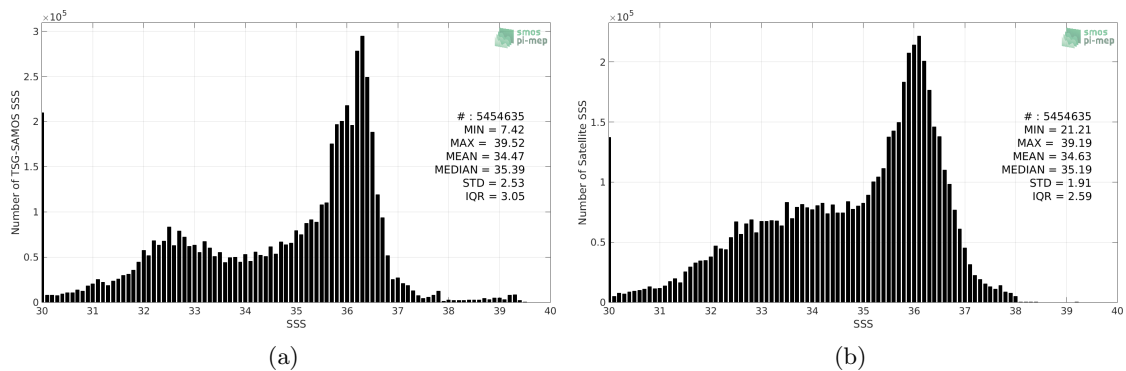 ×10⁵
3
2.5
2
1.5
1
0.5
0
30 31 32 33 34 35 36 37 38 39 40
SSS
Number of TSG-SAMOS SSS
smos
pi-mep
# : 5454635
MIN = 7.42
MAX = 39.52
MEAN = 34.47
MEDIAN = 35.39
STD = 2.53
IQR = 3.05
(a)
×10⁵
2
1.5
1
0.5
0
30 31 32 33 34 35 36 37 38 39 40
SSS
Number of Satellite SSS
smos
pi-mep
# : 5454635
MIN = 21.21
MAX = 39.19
MEAN = 34.63
MEDIAN = 35.19
STD = 1.91
IQR = 2.59
(b)